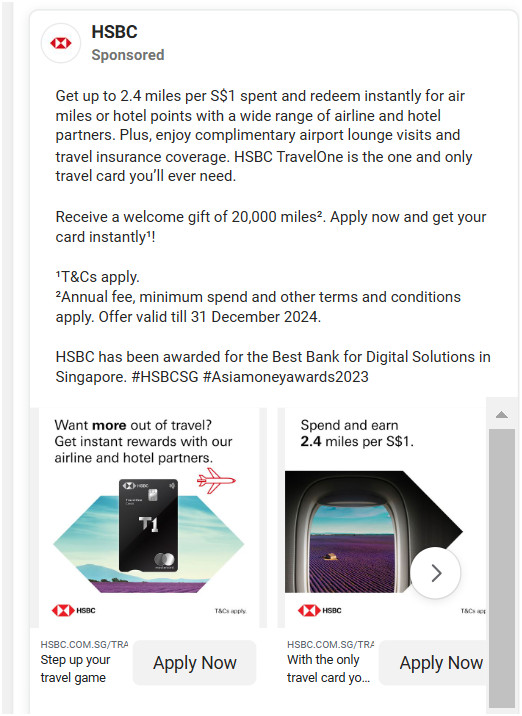 HSBC
Sponsored
Get up to 2.4 miles per S$1 spent and redeem instantly for air
miles or hotel points with a wide range of airline and hotel
partners. Plus, enjoy complimentary airport lounge visits and
travel insurance coverage. HSBC TravelOne is the one and only
travel card you’ll ever need.
Receive a welcome gift of 20,000 miles². Apply now and get your
card instantly¹!
¹T&Cs apply.
²Annual fee, minimum spend and other terms and conditions
apply. Offer valid till 31 December 2024.
HSBC has been awarded for the Best Bank for Digital Solutions in
Singapore. #HSBCSG #Asiamoneyawards2023
Want more out of travel?
Get instant rewards with our
airline and hotel partners.
HSBC
T1
HSBC
T&Cs apply.
HSBC.COM.SG/TRA
Step up your
travel game
Apply Now
Spend and earn
2.4 miles per S$1.
HSBC
T&Cs app
HSBC.COM.SG/TRA
With the only
travel card yo...
Apply Now